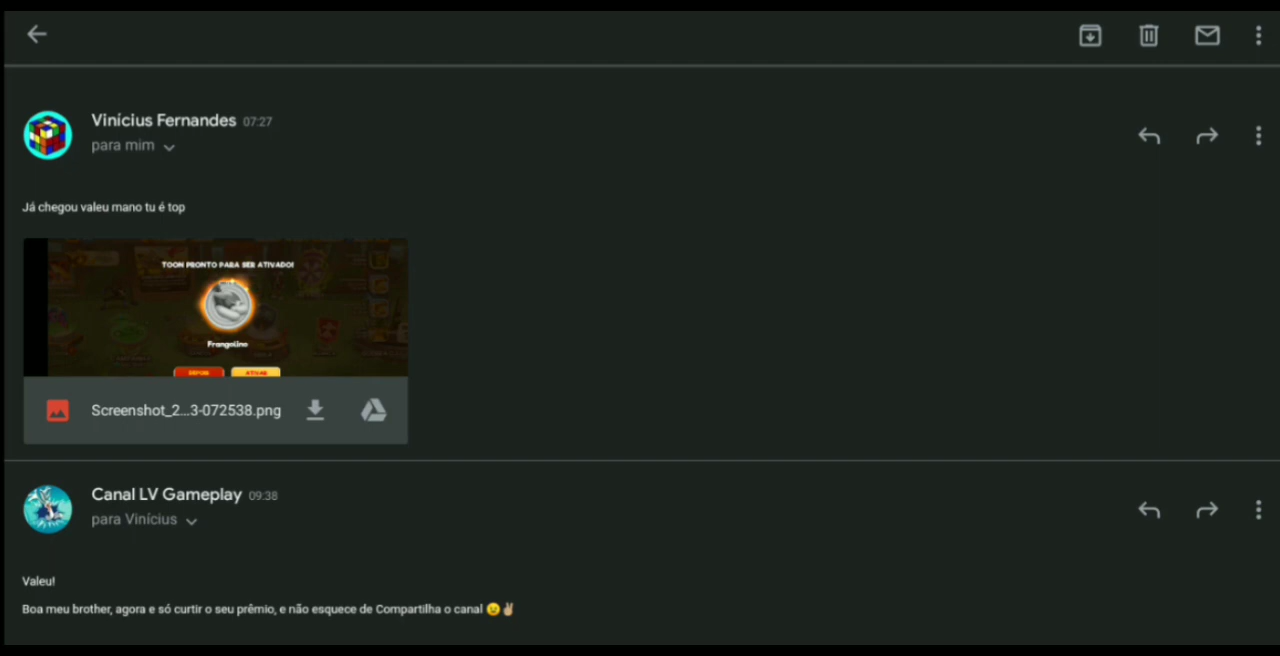 Vinícius Fernandes 07:27
para mim
Já chegou valeu mano tu é top
TOON PRONTO PARA SER ATIVADO!
Frangolino
DEPOIS ATIVAR
Screenshot_2...3-072538.png
Canal LV Gameplay 09:38
para Vinícius
Valeu!
Boa meu brother, agora e só curtir o seu prêmio, e não esquece de Compartilha o canal 😉✌🏼